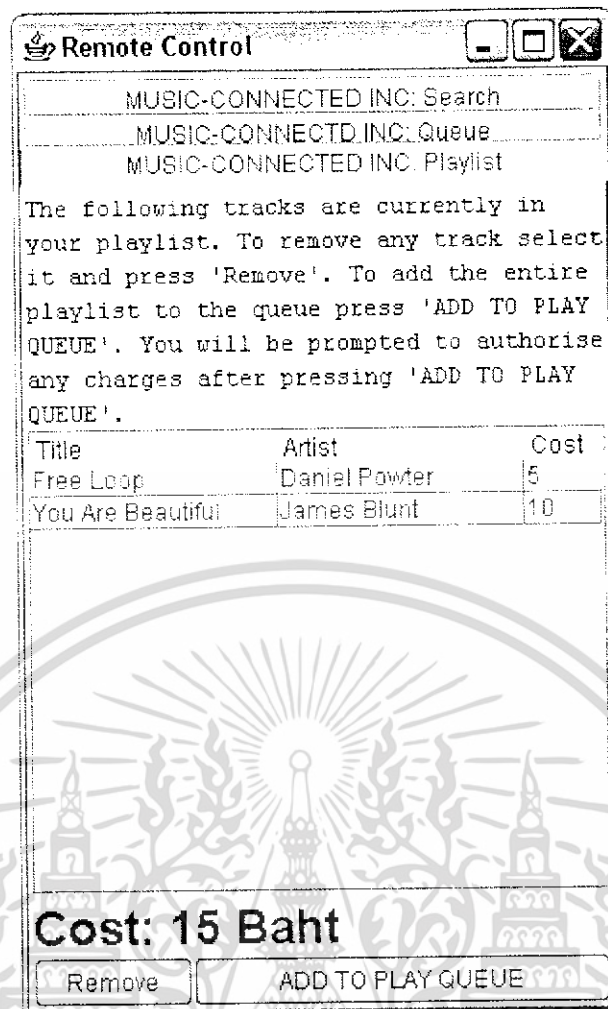 Remote Control
MUSIC-CONNECTED INC: Search
MUSIC-CONNECTD INC: Queue
MUSIC-CONNECTED INC: Playlist
The following tracks are currently in
your playlist. To remove any track select
it and press 'Remove'. To add the entire
playlist to the queue press 'ADD TO PLAY
QUEUE'. You will be prompted to authorise
any charges after pressing 'ADD TO PLAY
QUEUE'.
Title Artist Cost
Free Loop Daniel Powter 5
You Are Beautiful James Blunt 10
Cost: 15 Baht
Remove ADD TO PLAY QUEUE